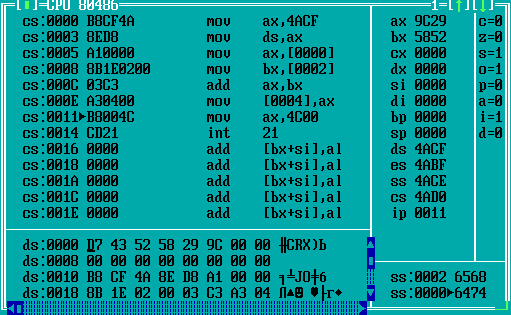 [■]=CPU 80486 1=[↑][↓]
cs:0000 B8CF4A mov ax,4ACF ax 9C29 c=0
cs:0003 8ED8 mov ds,ax bx 5852 z=0
cs:0005 A10000 mov ax,[0000] cx 0000 s=1
cs:0008 8B1E0200 mov bx,[0002] dx 0000 o=1
cs:000C 03C3 add ax,bx si 0000 p=0
cs:000E A30400 mov [0004],ax di 0000 a=0
cs:0011►B8004C mov ax,4C00 bp 0000 i=1
cs:0014 CD21 int 21 sp 0000 d=0
cs:0016 0000 add [bx+si],al ds 4ACF
cs:0018 0000 add [bx+si],al es 4ABF
cs:001A 0000 add [bx+si],al ss 4ACE
cs:001C 0000 add [bx+si],al cs 4AD0
cs:001E 0000 add [bx+si],al ip 0011
ds:0000 D7 43 52 58 29 9C 00 00 ╫CRX)Ь
ds:0008 00 00 00 00 00 00 00 00
ds:0010 B8 CF 4A 8E D8 A1 00 00 ╕╧JО╪б ss:0002 6568
ds:0018 8B 1E 02 00 03 C3 A3 04 Л▲☻ ♥├г♦ ss:0000►6474